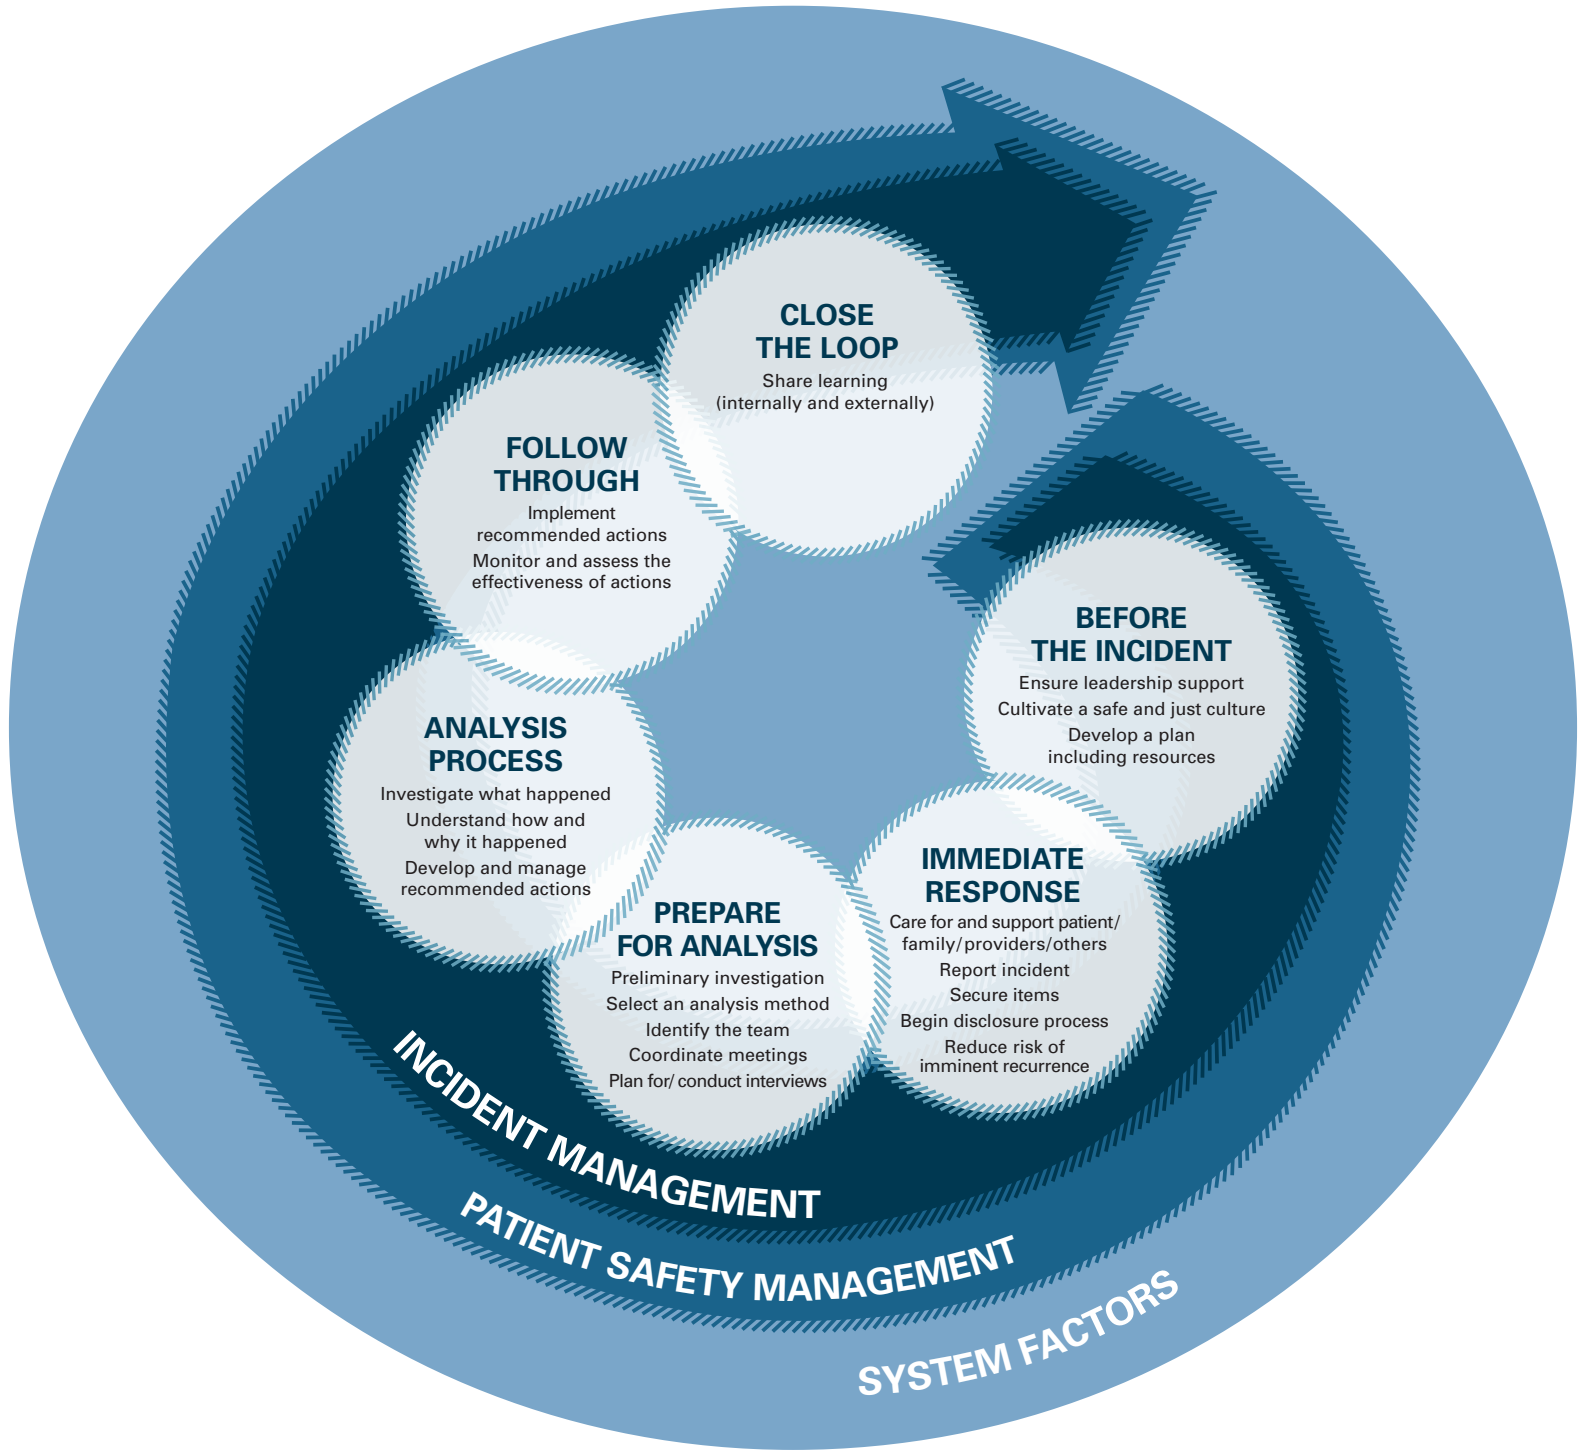 CLOSE
THE LOOP
Share learning
(internally and externally)
FOLLOW
THROUGH
Implement
recommended actions
Monitor and assess the
effectiveness of actions
BEFORE
THE INCIDENT
Ensure leadership support
Cultivate a safe and just culture
Develop a plan
including resources
ANALYSIS
PROCESS
Investigate what happened
Understand how and
why it happened
Develop and manage
recommended actions
IMMEDIATE
RESPONSE
Care for and support patient/
family/providers/others
Report incident
Secure items
Begin disclosure process
Reduce risk of
imminent recurrence
PREPARE
FOR ANALYSIS
Preliminary investigation
Select an analysis method
Identify the team
Coordinate meetings
Plan for/ conduct interviews
INCIDENT MANAGEMENT
PATIENT SAFETY MANAGEMENT
SYSTEM FACTORS